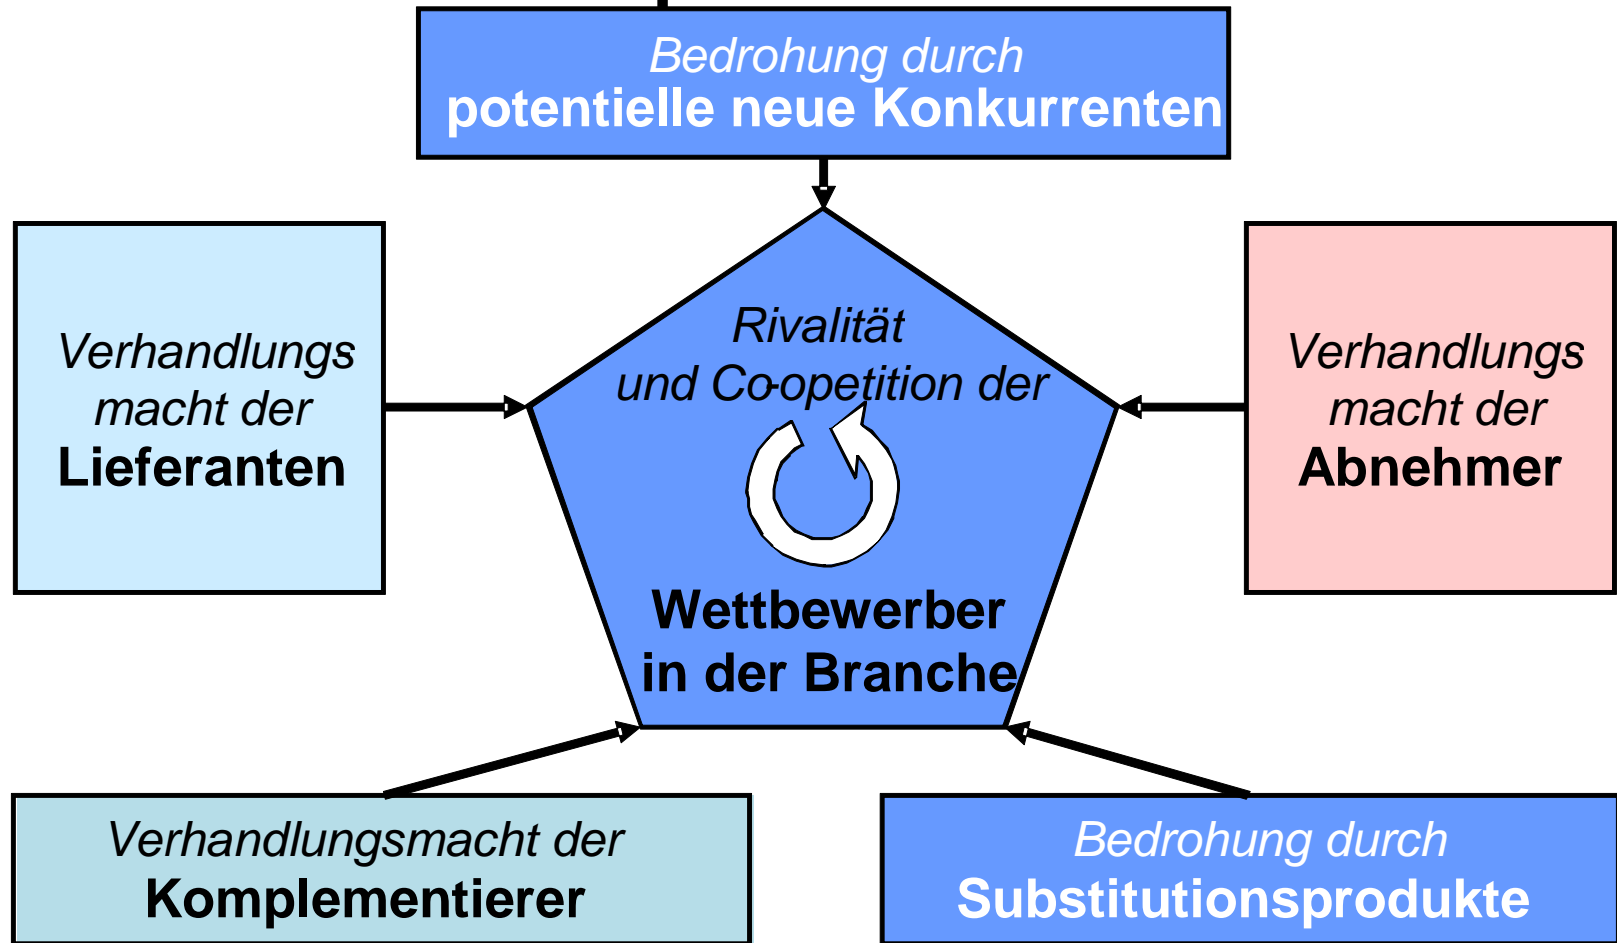 Bedrohung durch
potentielle neue Konkurrenten
Verhandlungs
macht der
Lieferanten
Rivalität
und Co-opetition der
Wettbewerber
in der Branche
Verhandlungs
macht der
Abnehmer
Verhandlungsmacht der
Komplementierer
Bedrohung durch
Substitutionsprodukte